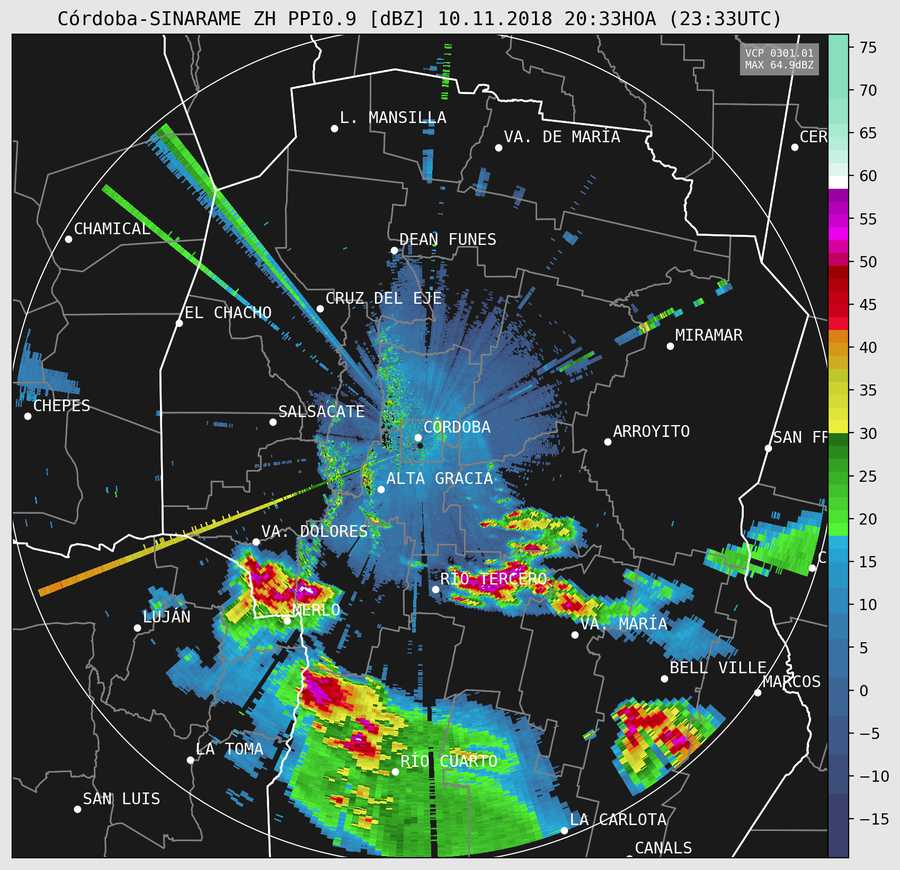 Córdoba-SINARAME ZH PPI0.9 [dBZ] 10.11.2018 20:33HOA (23:33UTC)
VCP 0301.01
MAX 64.9dBZ
75
70
65
60
55
50
45
40
35
30
25
20
15
10
5
0
−5
−10
−15
L. MANSILLA
VA. DE MARÍA
CER
CHAMICAL
DEAN FUNES
CRUZ DEL EJE
EL CHACHO
MIRAMAR
CHEPES
SALSACATE
CÓRDOBA
ARROYITO
SAN FR
ALTA GRACIA
VA. DOLORES
C
RÍO TERCERO
MERLO
LUJÁN
VA. MARÍA
BELL VILLE
MARCOS
LA TOMA
RÍO CUARTO
SAN LUIS
LA CARLOTA
CANALS